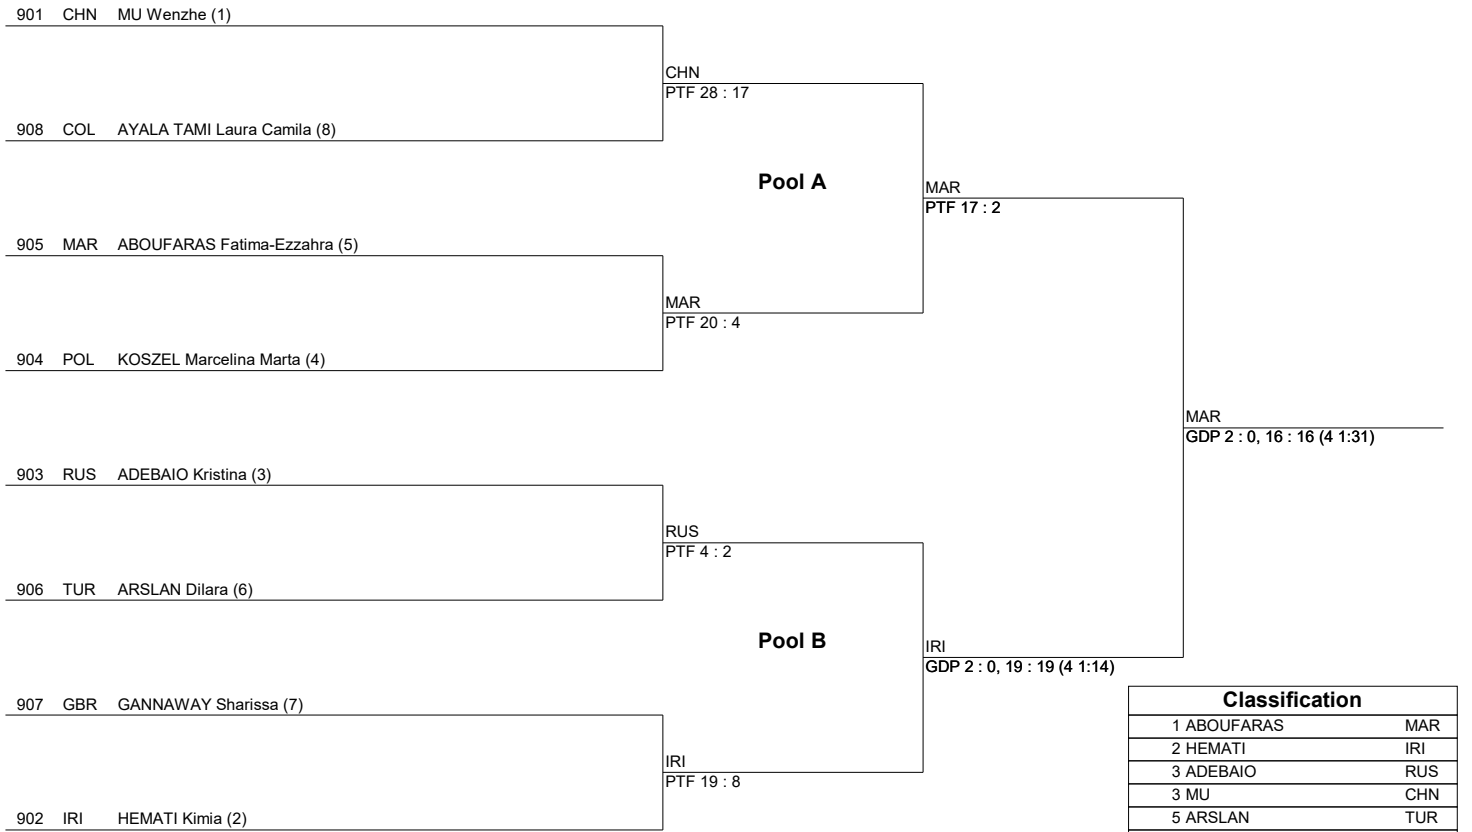 901 CHN MU Wenzhe (1)
CHN
PTF 28 : 17
908 COL AYALA TAMI Laura Camila (8)
Pool A
MAR
PTF 17 : 2
905 MAR ABOUFARAS Fatima-Ezzahra (5)
MAR
PTF 20 : 4
904 POL KOSZEL Marcelina Marta (4)
MAR
GDP 2 : 0, 16 : 16 (4 1:31)
903 RUS ADEBAIO Kristina (3)
RUS
PTF 4 : 2
906 TUR ARSLAN Dilara (6)
Pool B
IRI
GDP 2 : 0, 19 : 19 (4 1:14)
907 GBR GANNAWAY Sharissa (7)
IRI
PTF 19 : 8
902 IRI HEMATI Kimia (2)
Classification
1 ABOUFARAS MAR
2 HEMATI IRI
3 ADEBAIO RUS
3 MU CHN
5 ARSLAN TUR